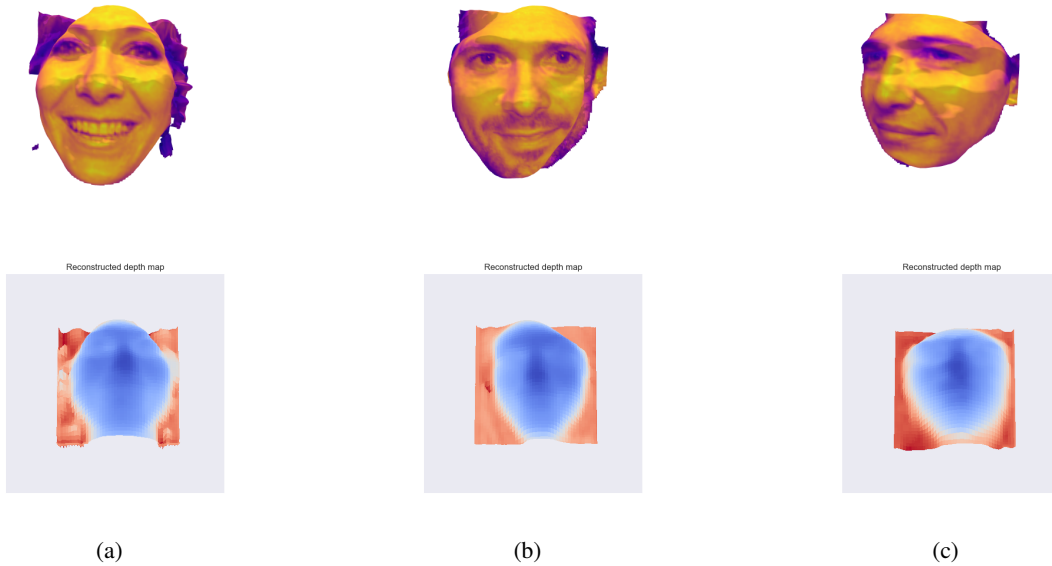 Reconstructed depth map
Reconstructed depth map
Reconstructed depth map
(a)
(b)
(c)